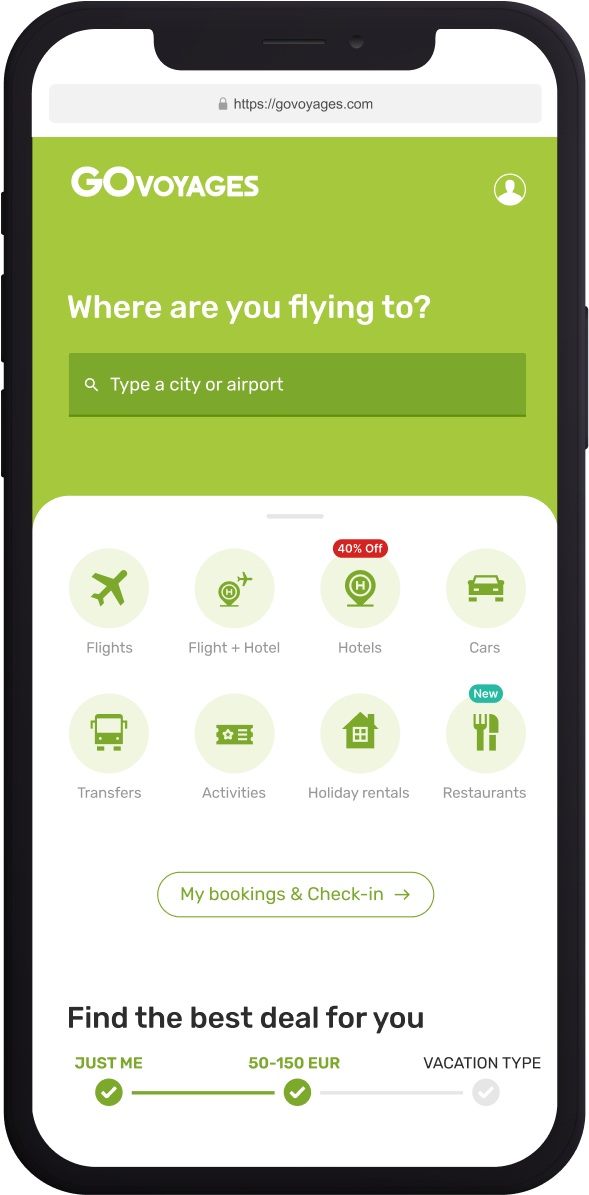 https://govoyages.com
GOVOYAGES
Where are you flying to?
Type a city or airport
40% Off
Flights
Flight + Hotel
Hotels
Cars
New
Transfers
Activities
Holiday rentals
Restaurants
My bookings & Check-in →
Find the best deal for you
JUST ME
50-150 EUR
VACATION TYPE